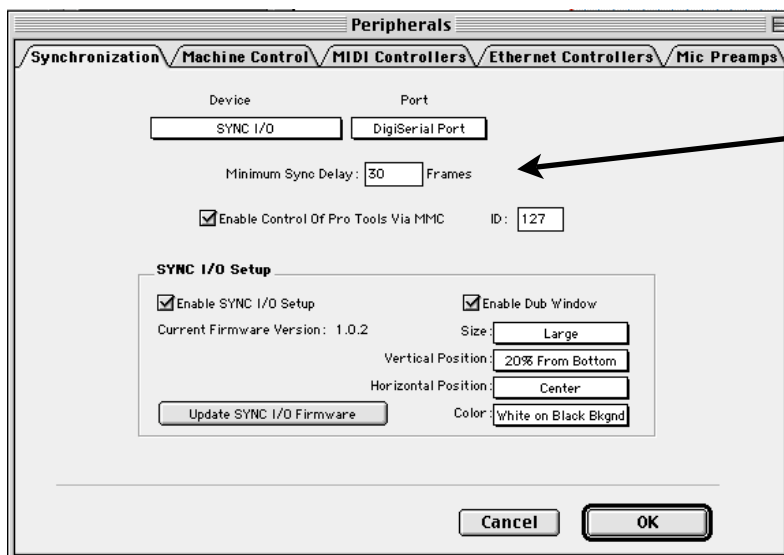 Peripherals
Synchronization Machine Control MIDI Controllers Ethernet Controllers Mic Preamps
Device Port
SYNC I/O DigiSerial Port
Minimum Sync Delay: 30 Frames
Enable Control Of Pro Tools Via MMC ID: 127
SYNC I/O Setup
Enable SYNC I/O Setup Enable Dub Window
Current Firmware Version: 1.0.2 Size: Large
Vertical Position: 20% From Bottom
Horizontal Position: Center
Update SYNC I/O Firmware Color: White on Black Bkgnd
Cancel OK